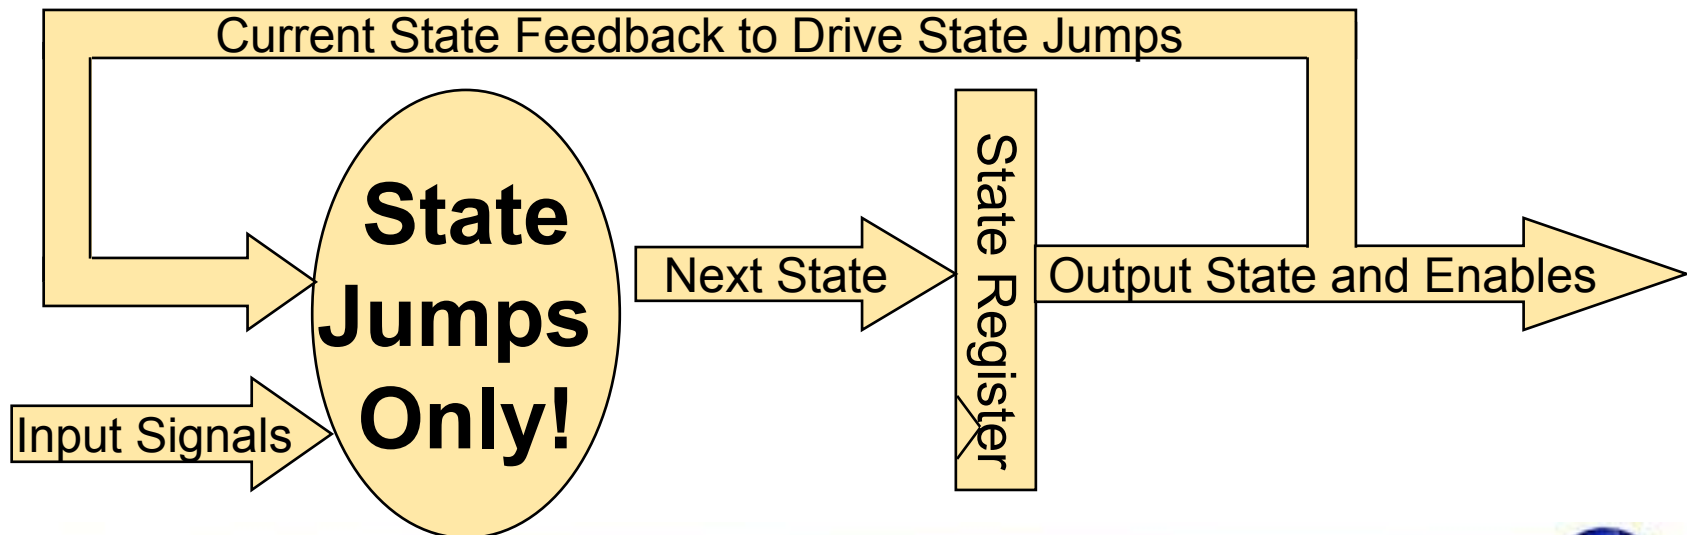 Current State Feedback to Drive State Jumps
State
Jumps
Only!
Input Signals
Next State
State Register
Output State and Enables